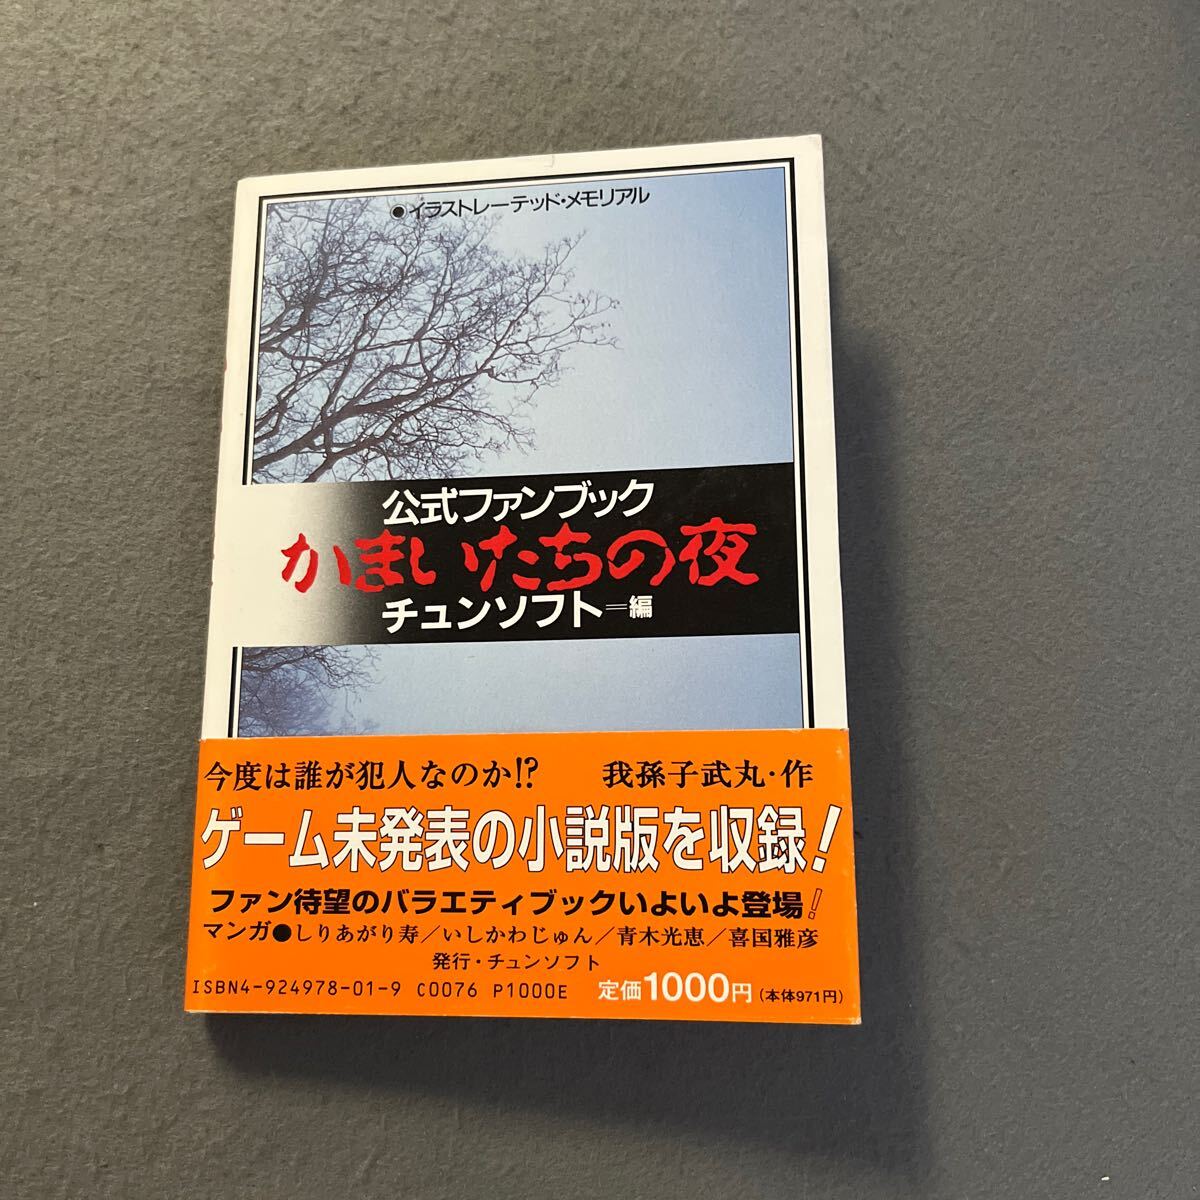 ●イラストレーテッド・メモリアル
公式ファンブック
かまいたちの夜
チュンソフト＝編
今度は誰が犯人なのか!? 我孫子武丸・作
ゲーム未発表の小説版を収録!
ファン待望のバラエティブックいよいよ登場!
マンガ●しりあがり寿／いしかわじゅん／青木光恵／喜国雅彦
発行・チュンソフト
ISBN4-924978-01-9 C0076 P1000E 定価1000円（本体971円）